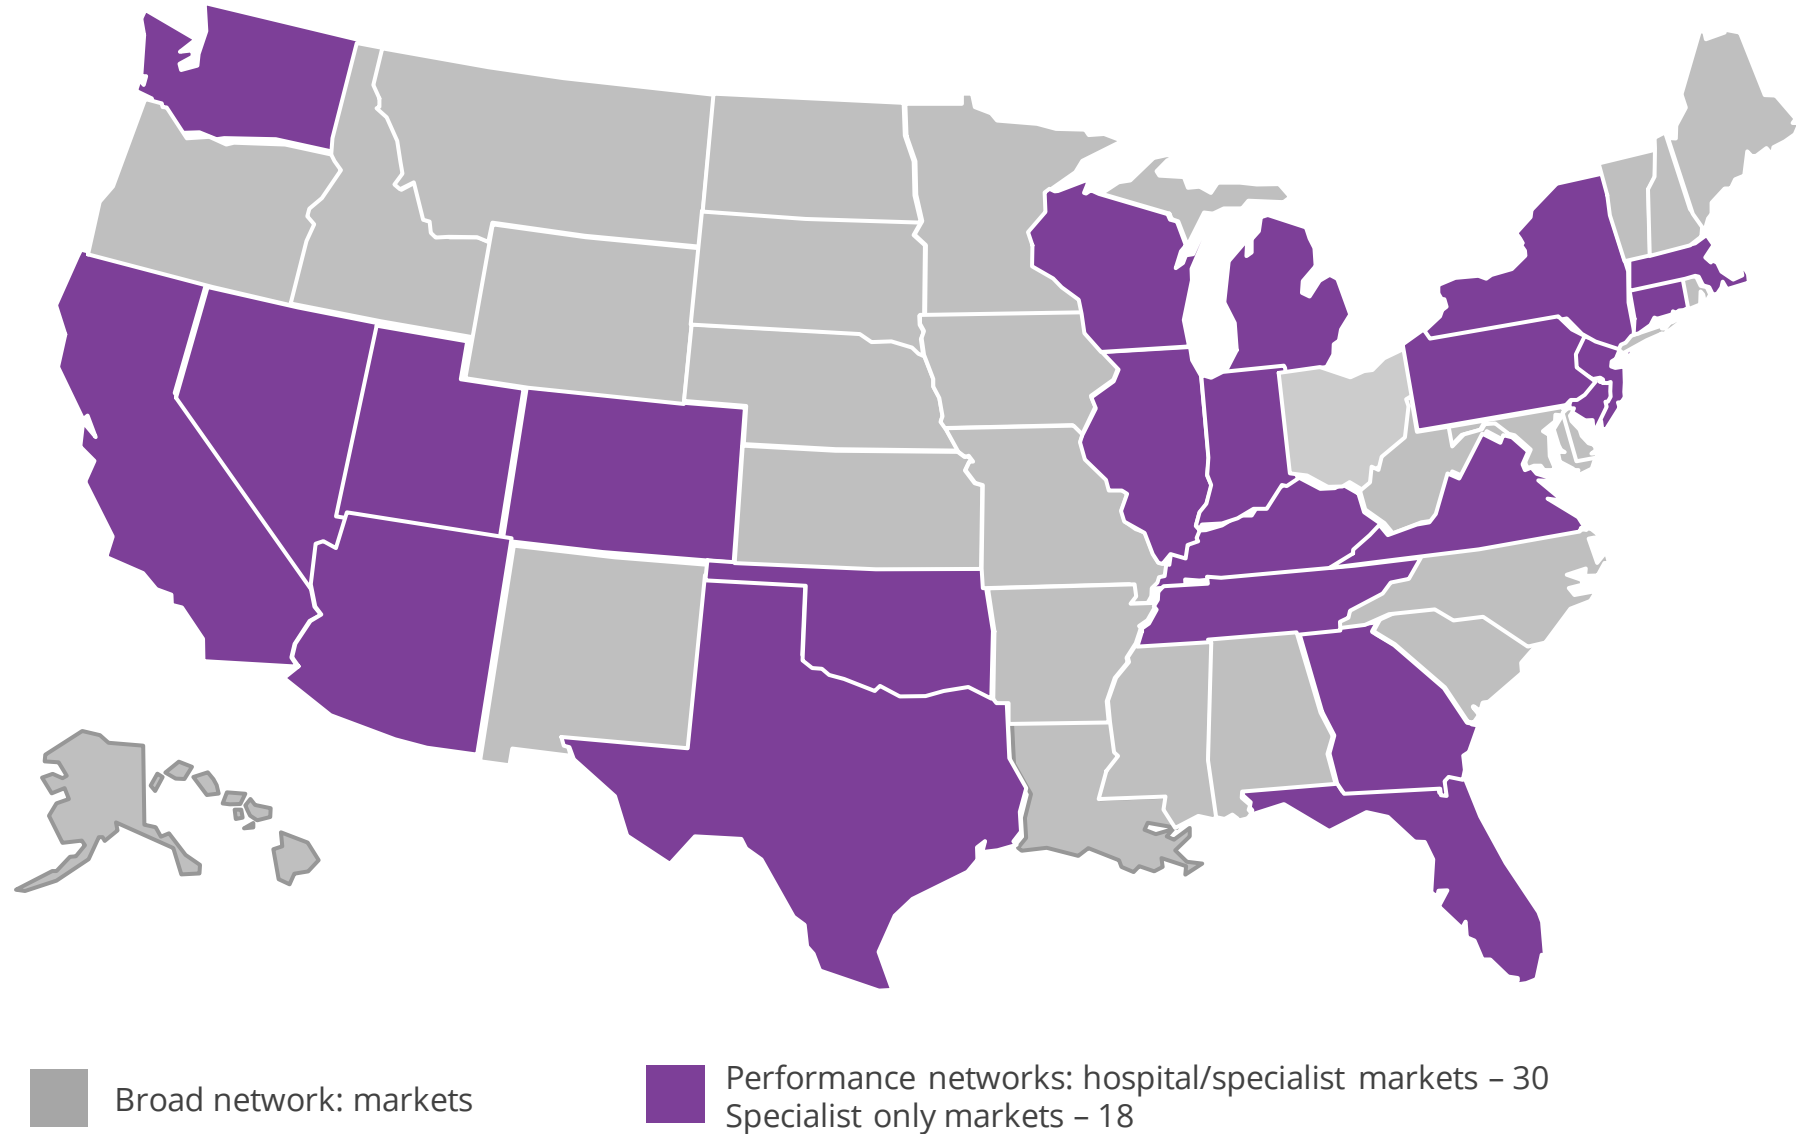 Broad network: markets
Performance networks: hospital/specialist markets – 30
Specialist only markets – 18